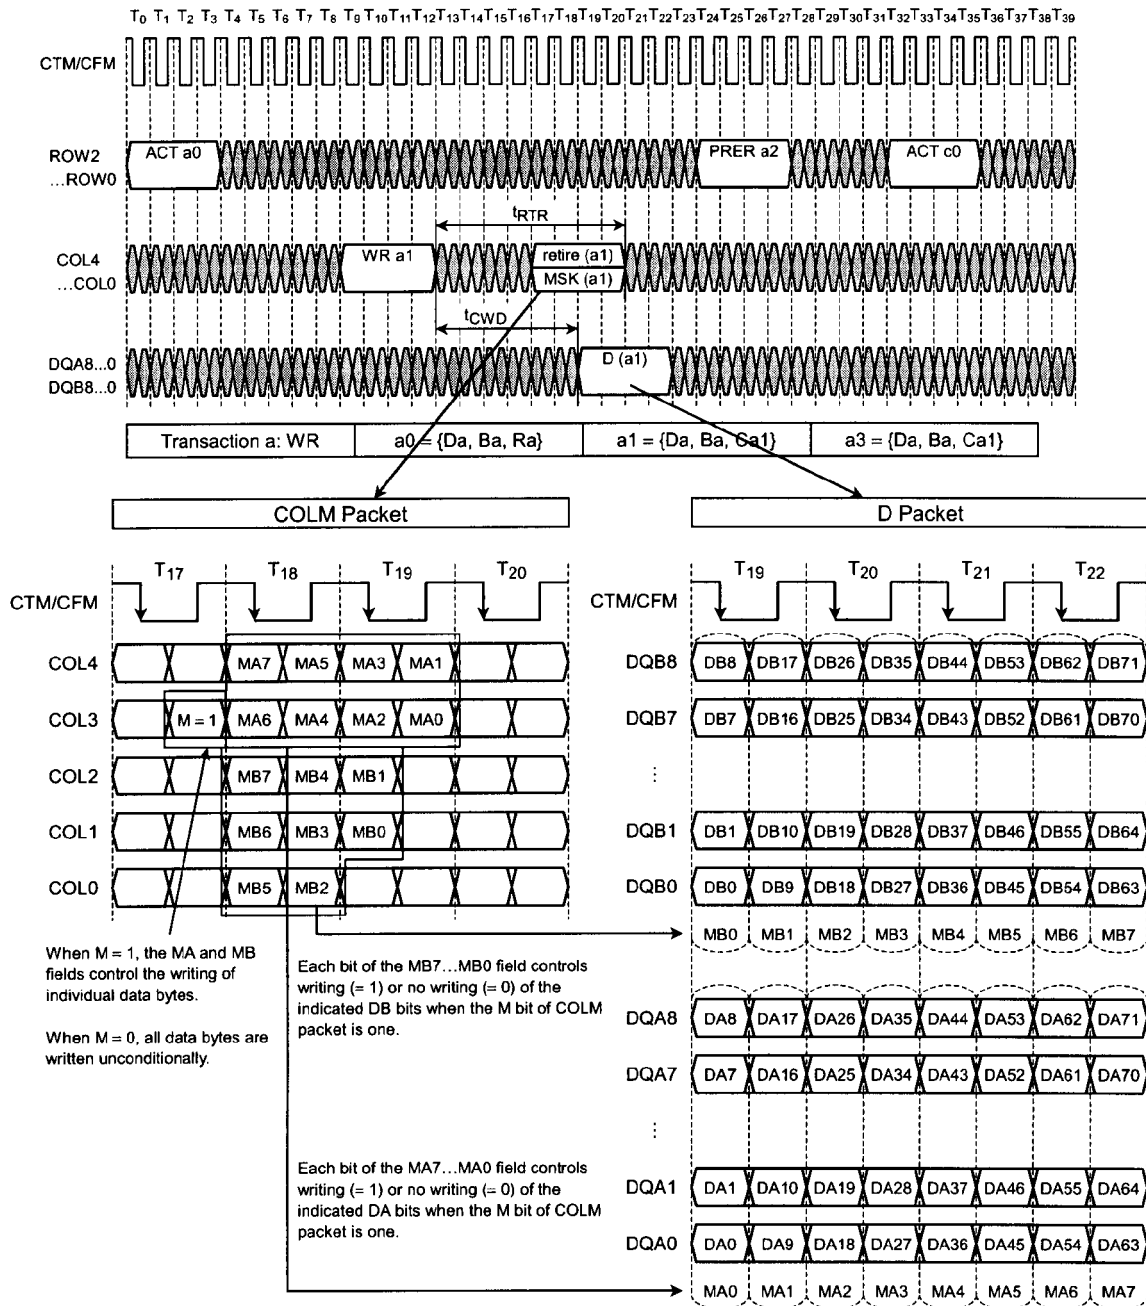 T0 T1 T2 T3 T4 T5 T6 T7 T8 T9 T10 T11 T12 T13 T14 T15 T16 T17 T18 T19 T20 T21 T22 T23 T24 T25 T26 T27 T28 T29 T30 T31 T32 T33 T34 T35 T36 T37 T38 T39
CTM/CFM
ROW2
...ROW0
ACT a0
PRER a2
ACT c0
tRTR
COL4
...COL0
WR a1
retire (a1)
MSK (a1)
tCWD
DQA8...0
DQB8...0
D (a1)
Transaction a: WR
a0 = {Da, Ba, Ra}
a1 = {Da, Ba, Ca1}
a3 = {Da, Ba, Ca1}
COLM Packet
T17 T18 T19 T20
CTM/CFM
COL4 MA7 MA5 MA3 MA1
COL3 M = 1 MA6 MA4 MA2 MA0
COL2 MB7 MB4 MB1
COL1 MB6 MB3 MB0
COL0 MB5 MB2
When M = 1, the MA and MB
fields control the writing of
individual data bytes.
When M = 0, all data bytes are
written unconditionally.
Each bit of the MB7...MB0 field controls
writing (= 1) or no writing (= 0) of the
indicated DB bits when the M bit of COLM
packet is one.
Each bit of the MA7...MA0 field controls
writing (= 1) or no writing (= 0) of the
indicated DA bits when the M bit of COLM
packet is one.
D Packet
T19 T20 T21 T22
CTM/CFM
DQB8 DB8 DB17 DB26 DB35 DB44 DB53 DB62 DB71
DQB7 DB7 DB16 DB25 DB34 DB43 DB52 DB61 DB70
⋮
DQB1 DB1 DB10 DB19 DB28 DB37 DB46 DB55 DB64
DQB0 DB0 DB9 DB18 DB27 DB36 DB45 DB54 DB63
MB0 MB1 MB2 MB3 MB4 MB5 MB6 MB7
DQA8 DA8 DA17 DA26 DA35 DA44 DA53 DA62 DA71
DQA7 DA7 DA16 DA25 DA34 DA43 DA52 DA61 DA70
⋮
DQA1 DA1 DA10 DA19 DA28 DA37 DA46 DA55 DA64
DQA0 DA0 DA9 DA18 DA27 DA36 DA45 DA54 DA63
MA0 MA1 MA2 MA3 MA4 MA5 MA6 MA7